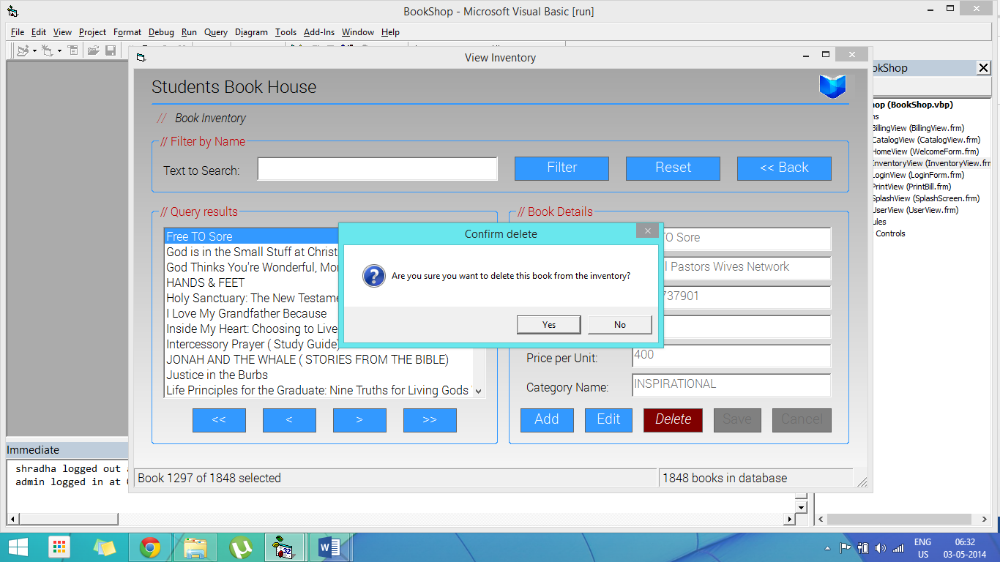 BookShop - Microsoft Visual Basic [run]
File Edit View Project Format Debug Run Query Diagram Tools Add-Ins Window Help
View Inventory
Students Book House
// Book Inventory
// Filter by Name
Text to Search:
Filter
Reset
<< Back
// Query results
Free TO Sore
God is in the Small Stuff at Christ
God Thinks You're Wonderful,
HANDS & FEET
Holy Sanctuary: The New
I Love My Grandfather Because
Inside My Heart: Choosing to Live
Intercessory Prayer ( Study Guide)
JONAH AND THE WHALE ( STORIES FROM THE BIBLE)
Justice in the Burbs
Life Principles for the Graduate: Nine Truths for Living Gods
<< < > >>
// Book Details
TO Sore
Pastors Wives Network
737901
Price per Unit: 400
Category Name: INSPIRATIONAL
Add Edit Delete Save Cancel
Confirm delete
Are you sure you want to delete this book from the inventory?
Yes No
Book 1297 of 1848 selected
1848 books in database
okShop
hop (BookShop.vbp)
ms
BillingView (BillingView.frm)
CatalogView (CatalogView.frm)
HomeView (WelcomeForm.frm)
InventoryView (InventoryView.frm
LoginView (LoginForm.frm)
PrintView (PrintBill.frm)
SplashView (SplashScreen.frm)
UserView (UserView.frm)
ules
Controls
Immediate
shradha logged out
admin logged in at
32
ENG
US
06:32
03-05-2014